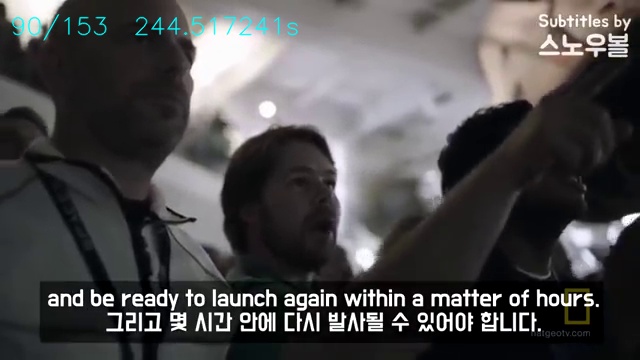 90/153 244.517241s
Subtitles by
스노우볼
and be ready to launch again within a matter of hours.
그리고 몇 시간 안에 다시 발사될 수 있어야 합니다.
natgeotv.com